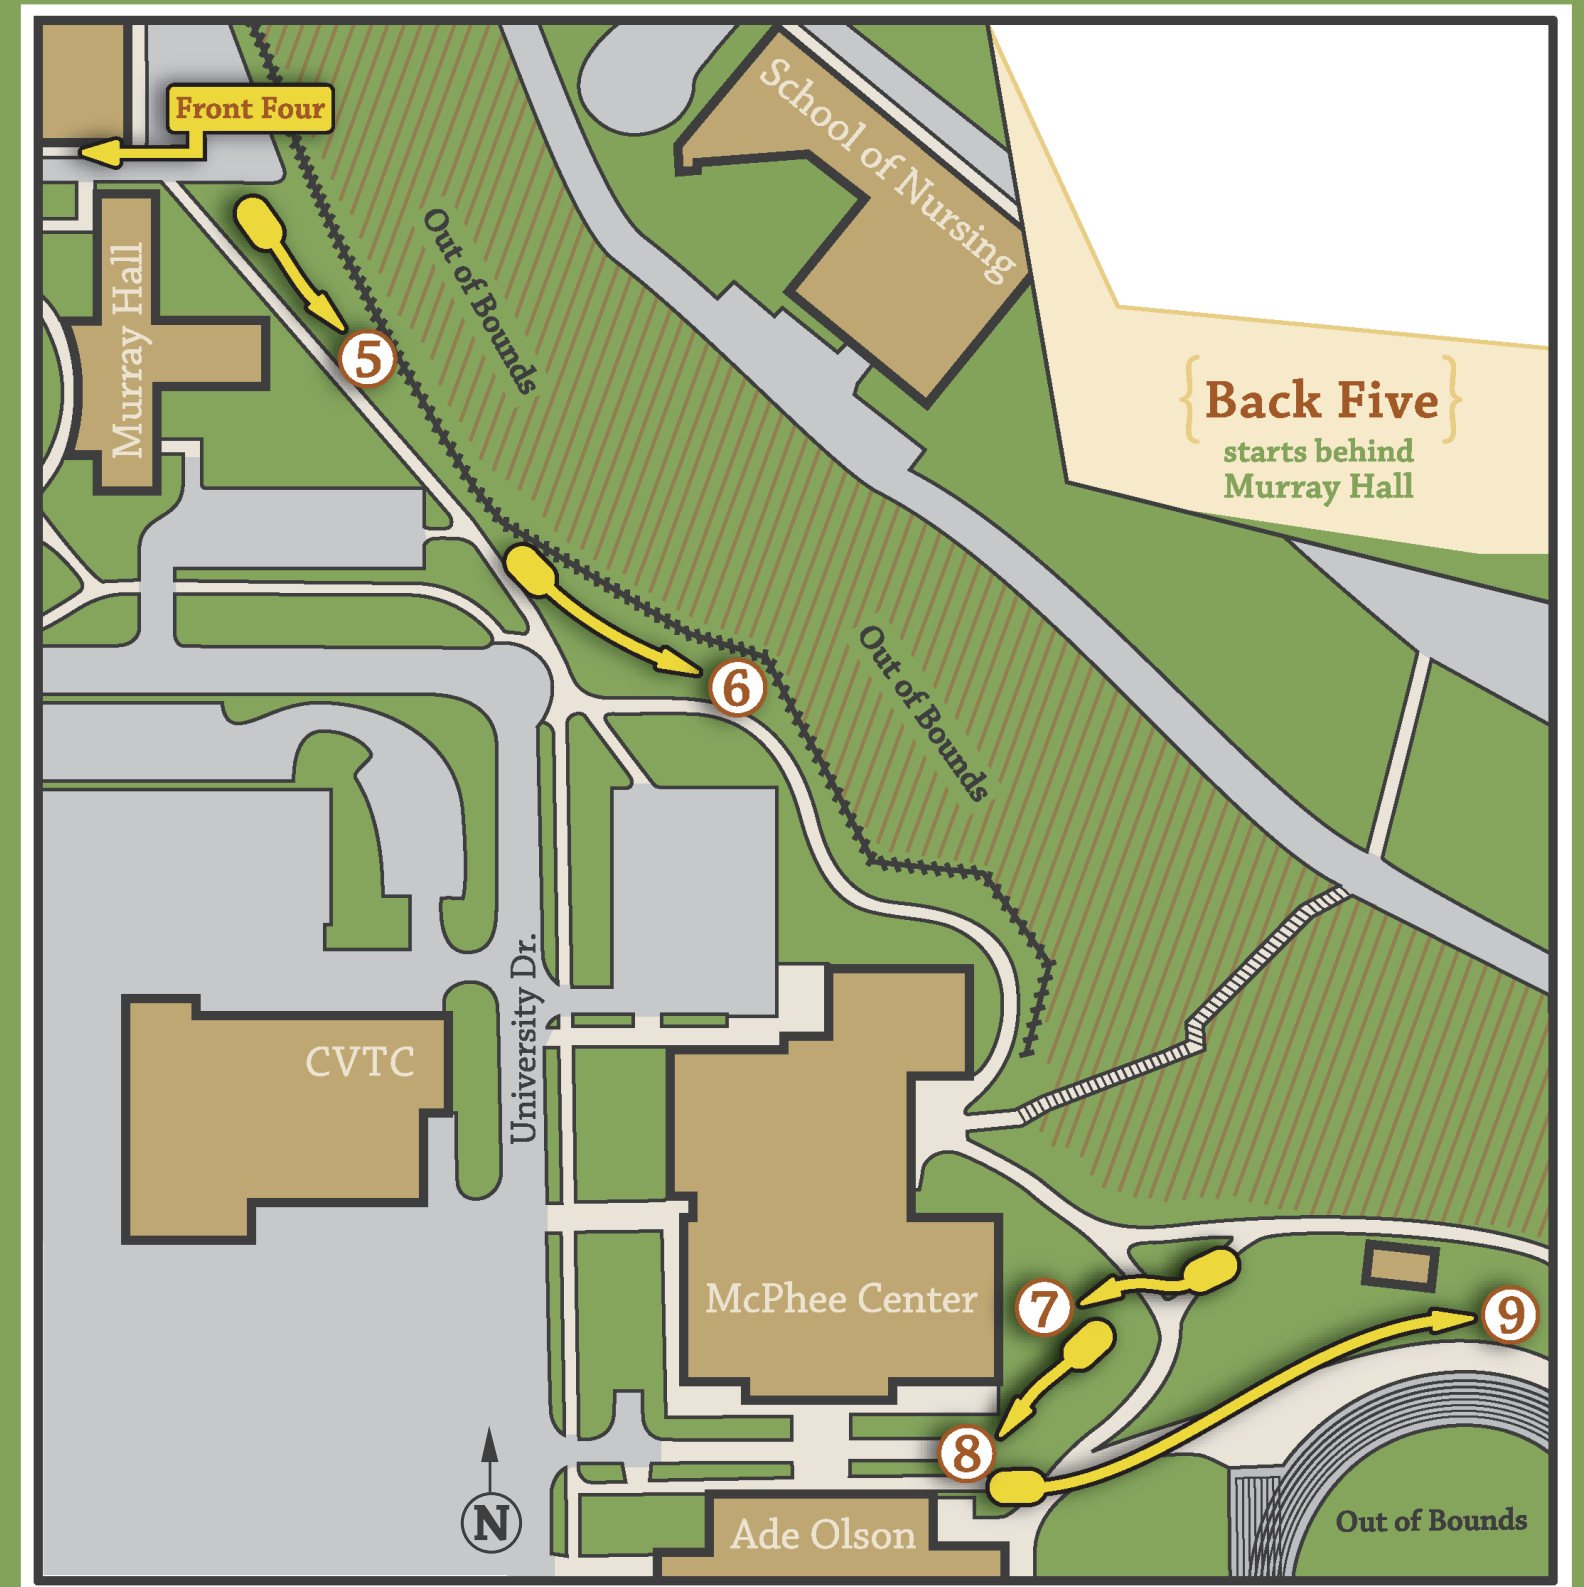 Front Four
School of Nursing
Out of Bounds
Murray Hall
5
{Back Five}
starts behind
Murray Hall
6
Out of Bounds
University Dr.
CVTC
McPhee Center
7
9
8
N
Ade Olson
Out of Bounds